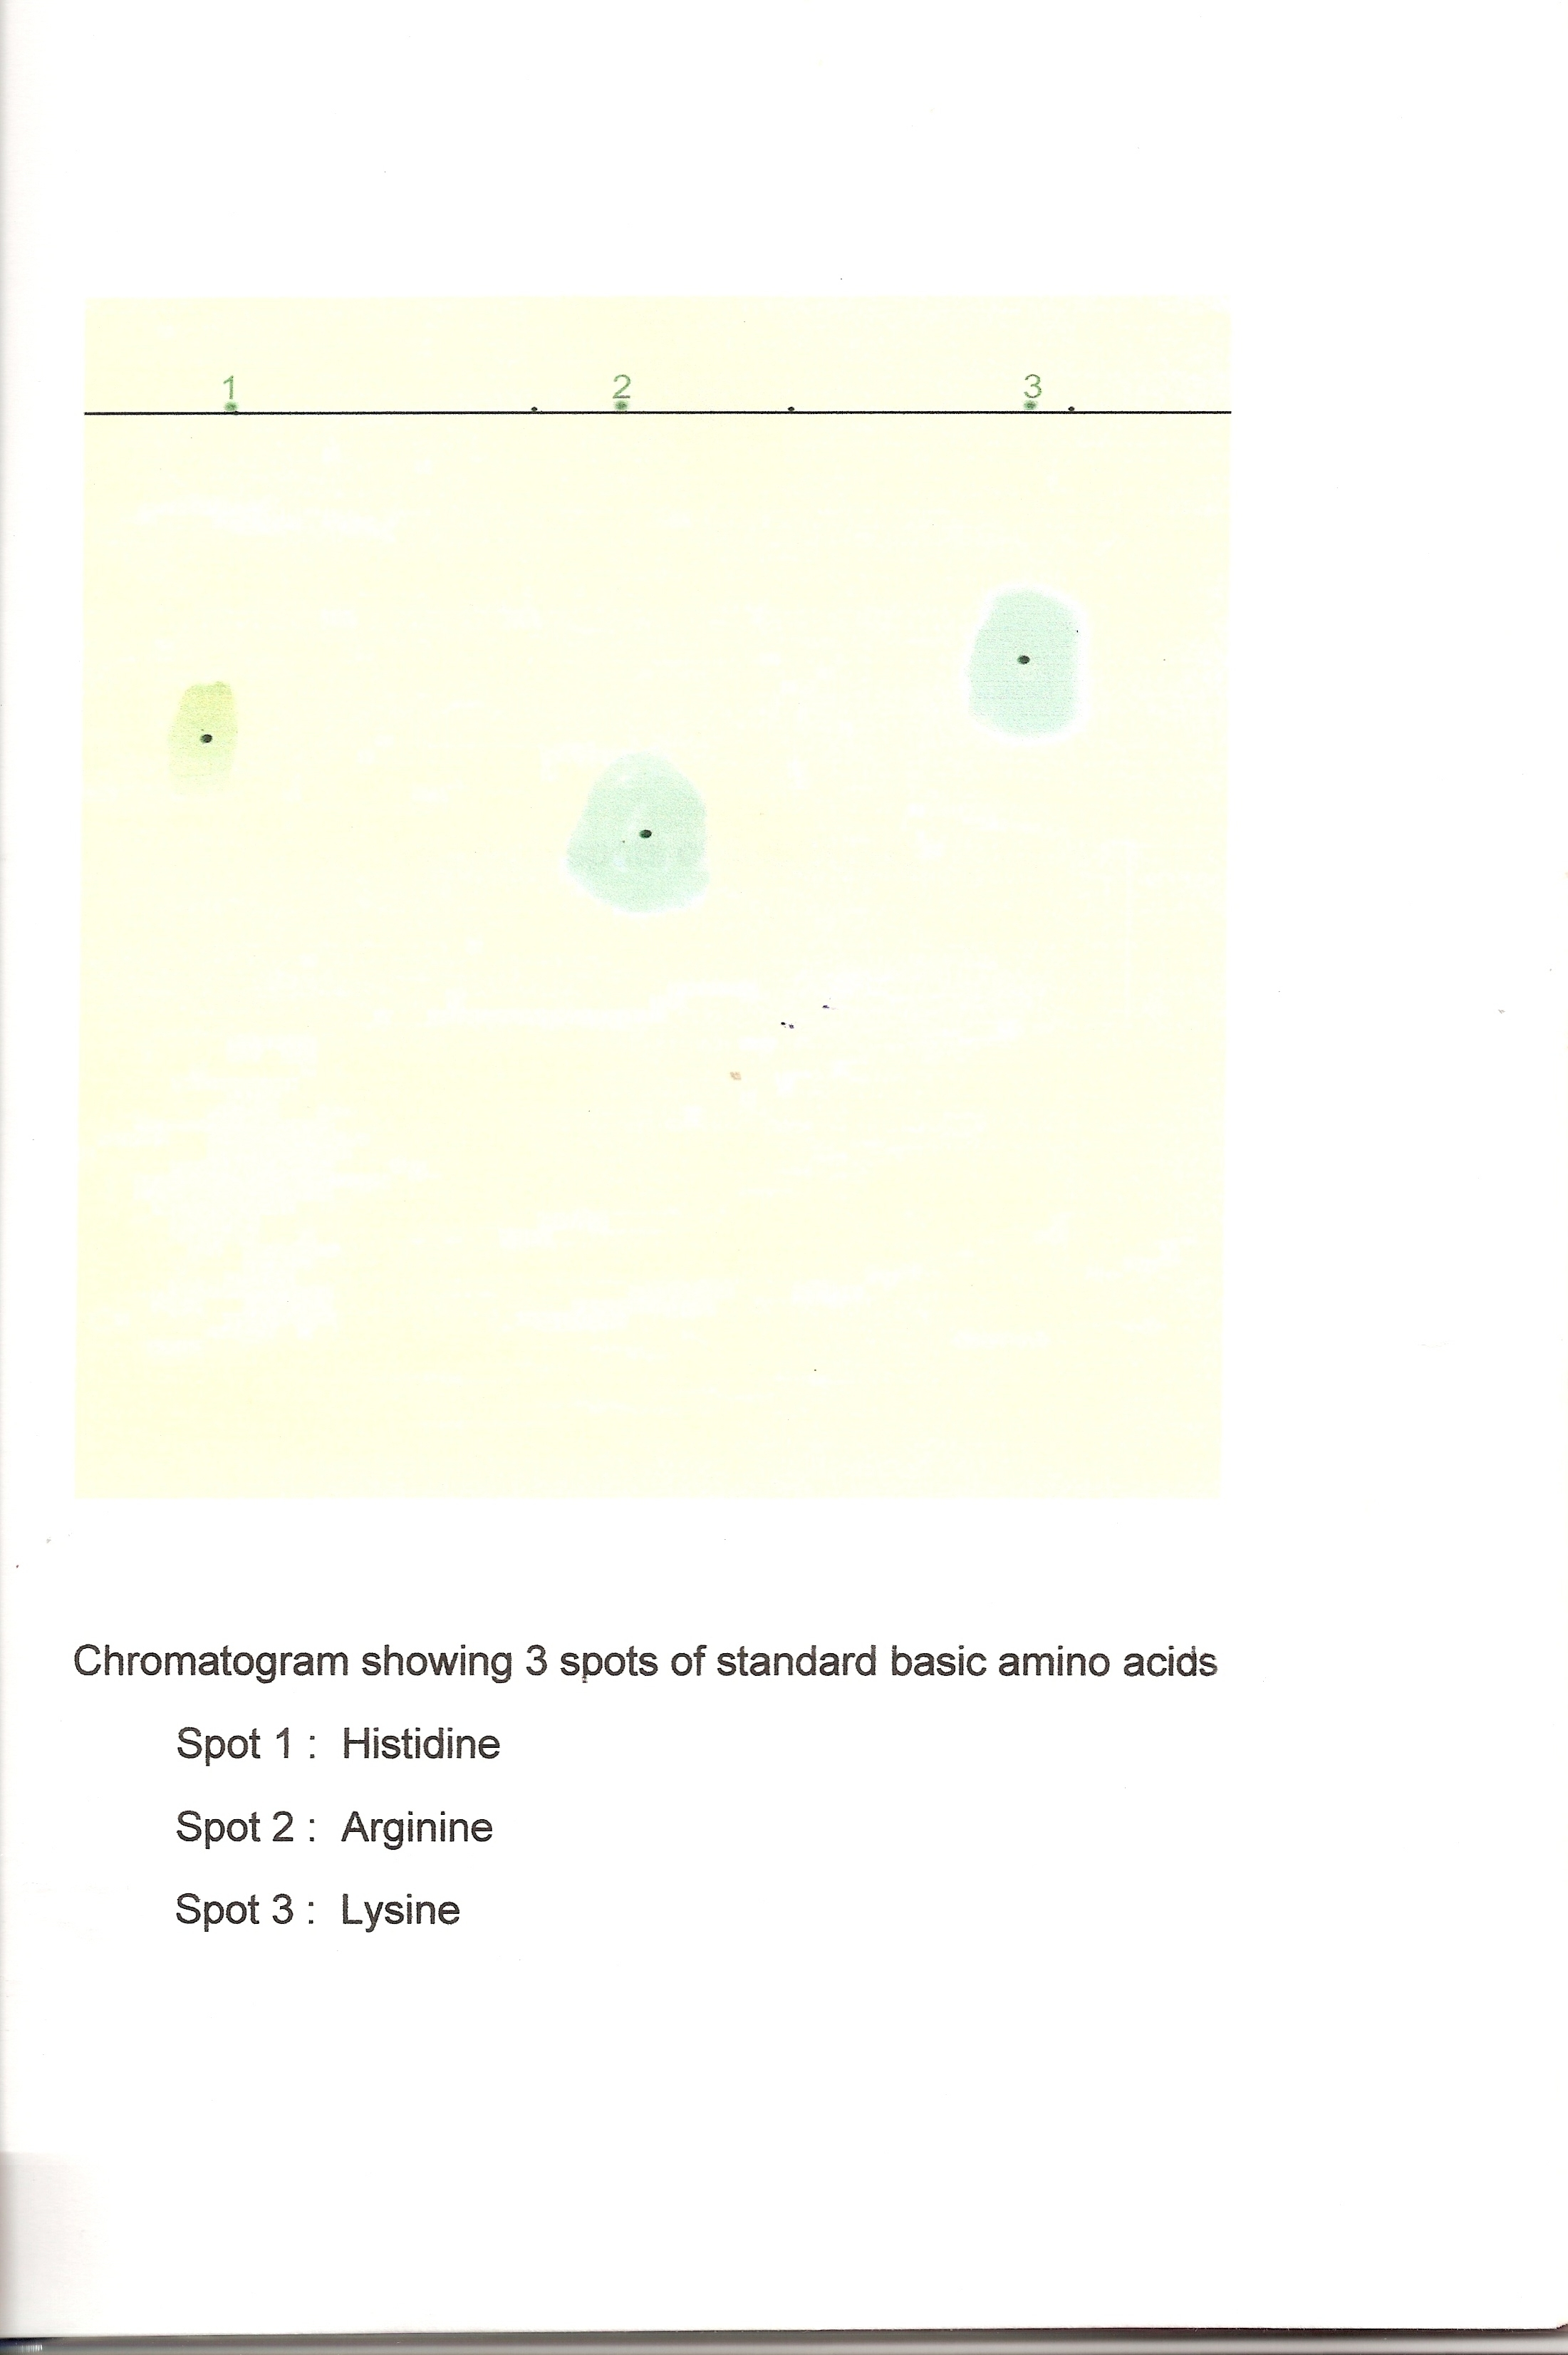 1 2 3
Chromatogram showing 3 spots of standard basic amino acids
Spot 1 : Histidine
Spot 2 : Arginine
Spot 3 : Lysine